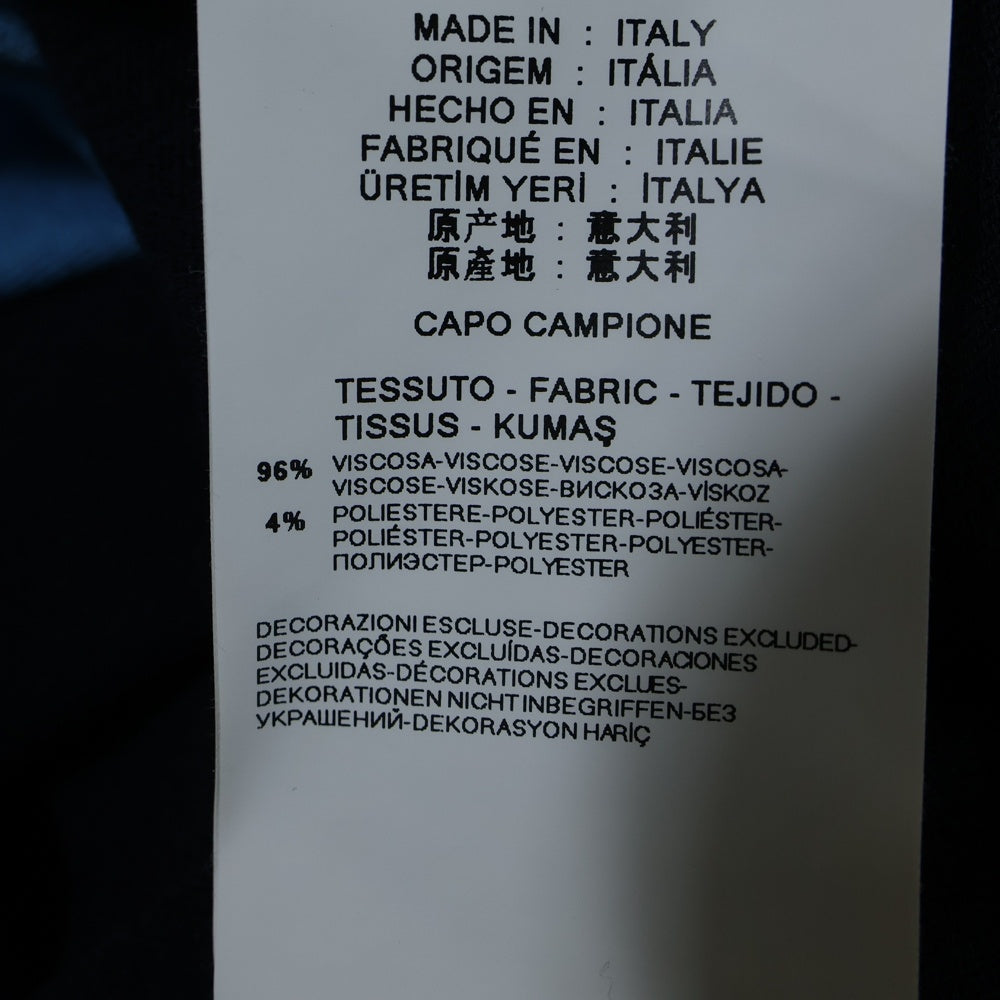 MADE IN : ITALY
ORIGEM : ITÁLIA
HECHO EN : ITALIA
FABRIQUÉ EN : ITALIE
ÜRETİM YERİ : İTALYA
原产地 : 意大利
原產地 : 意大利
CAPO CAMPIONE
TESSUTO - FABRIC - TEJIDO -
TISSUS - KUMAŞ
96% VISCOSA-VISCOSE-VISCOSE-VISCOSA-
VISCOSE-VISKOSE-ВИСКОЗА-VİSKOZ
4% POLIESTERE-POLYESTER-POLIÉSTER-
POLIÉSTER-POLYESTER-POLYESTER-
ПОЛИЭСТЕР-POLYESTER
DECORAZIONI ESCLUSE-DECORATIONS EXCLUDED-
DECORAÇÕES EXCLUÍDAS-DECORACIONES
EXCLUIDAS-DÉCORATIONS EXCLUES-
DEKORATIONEN NICHT INBEGRIFFEN-БЕЗ
УКРАШЕНИЙ-DEKORASYON HARİÇ